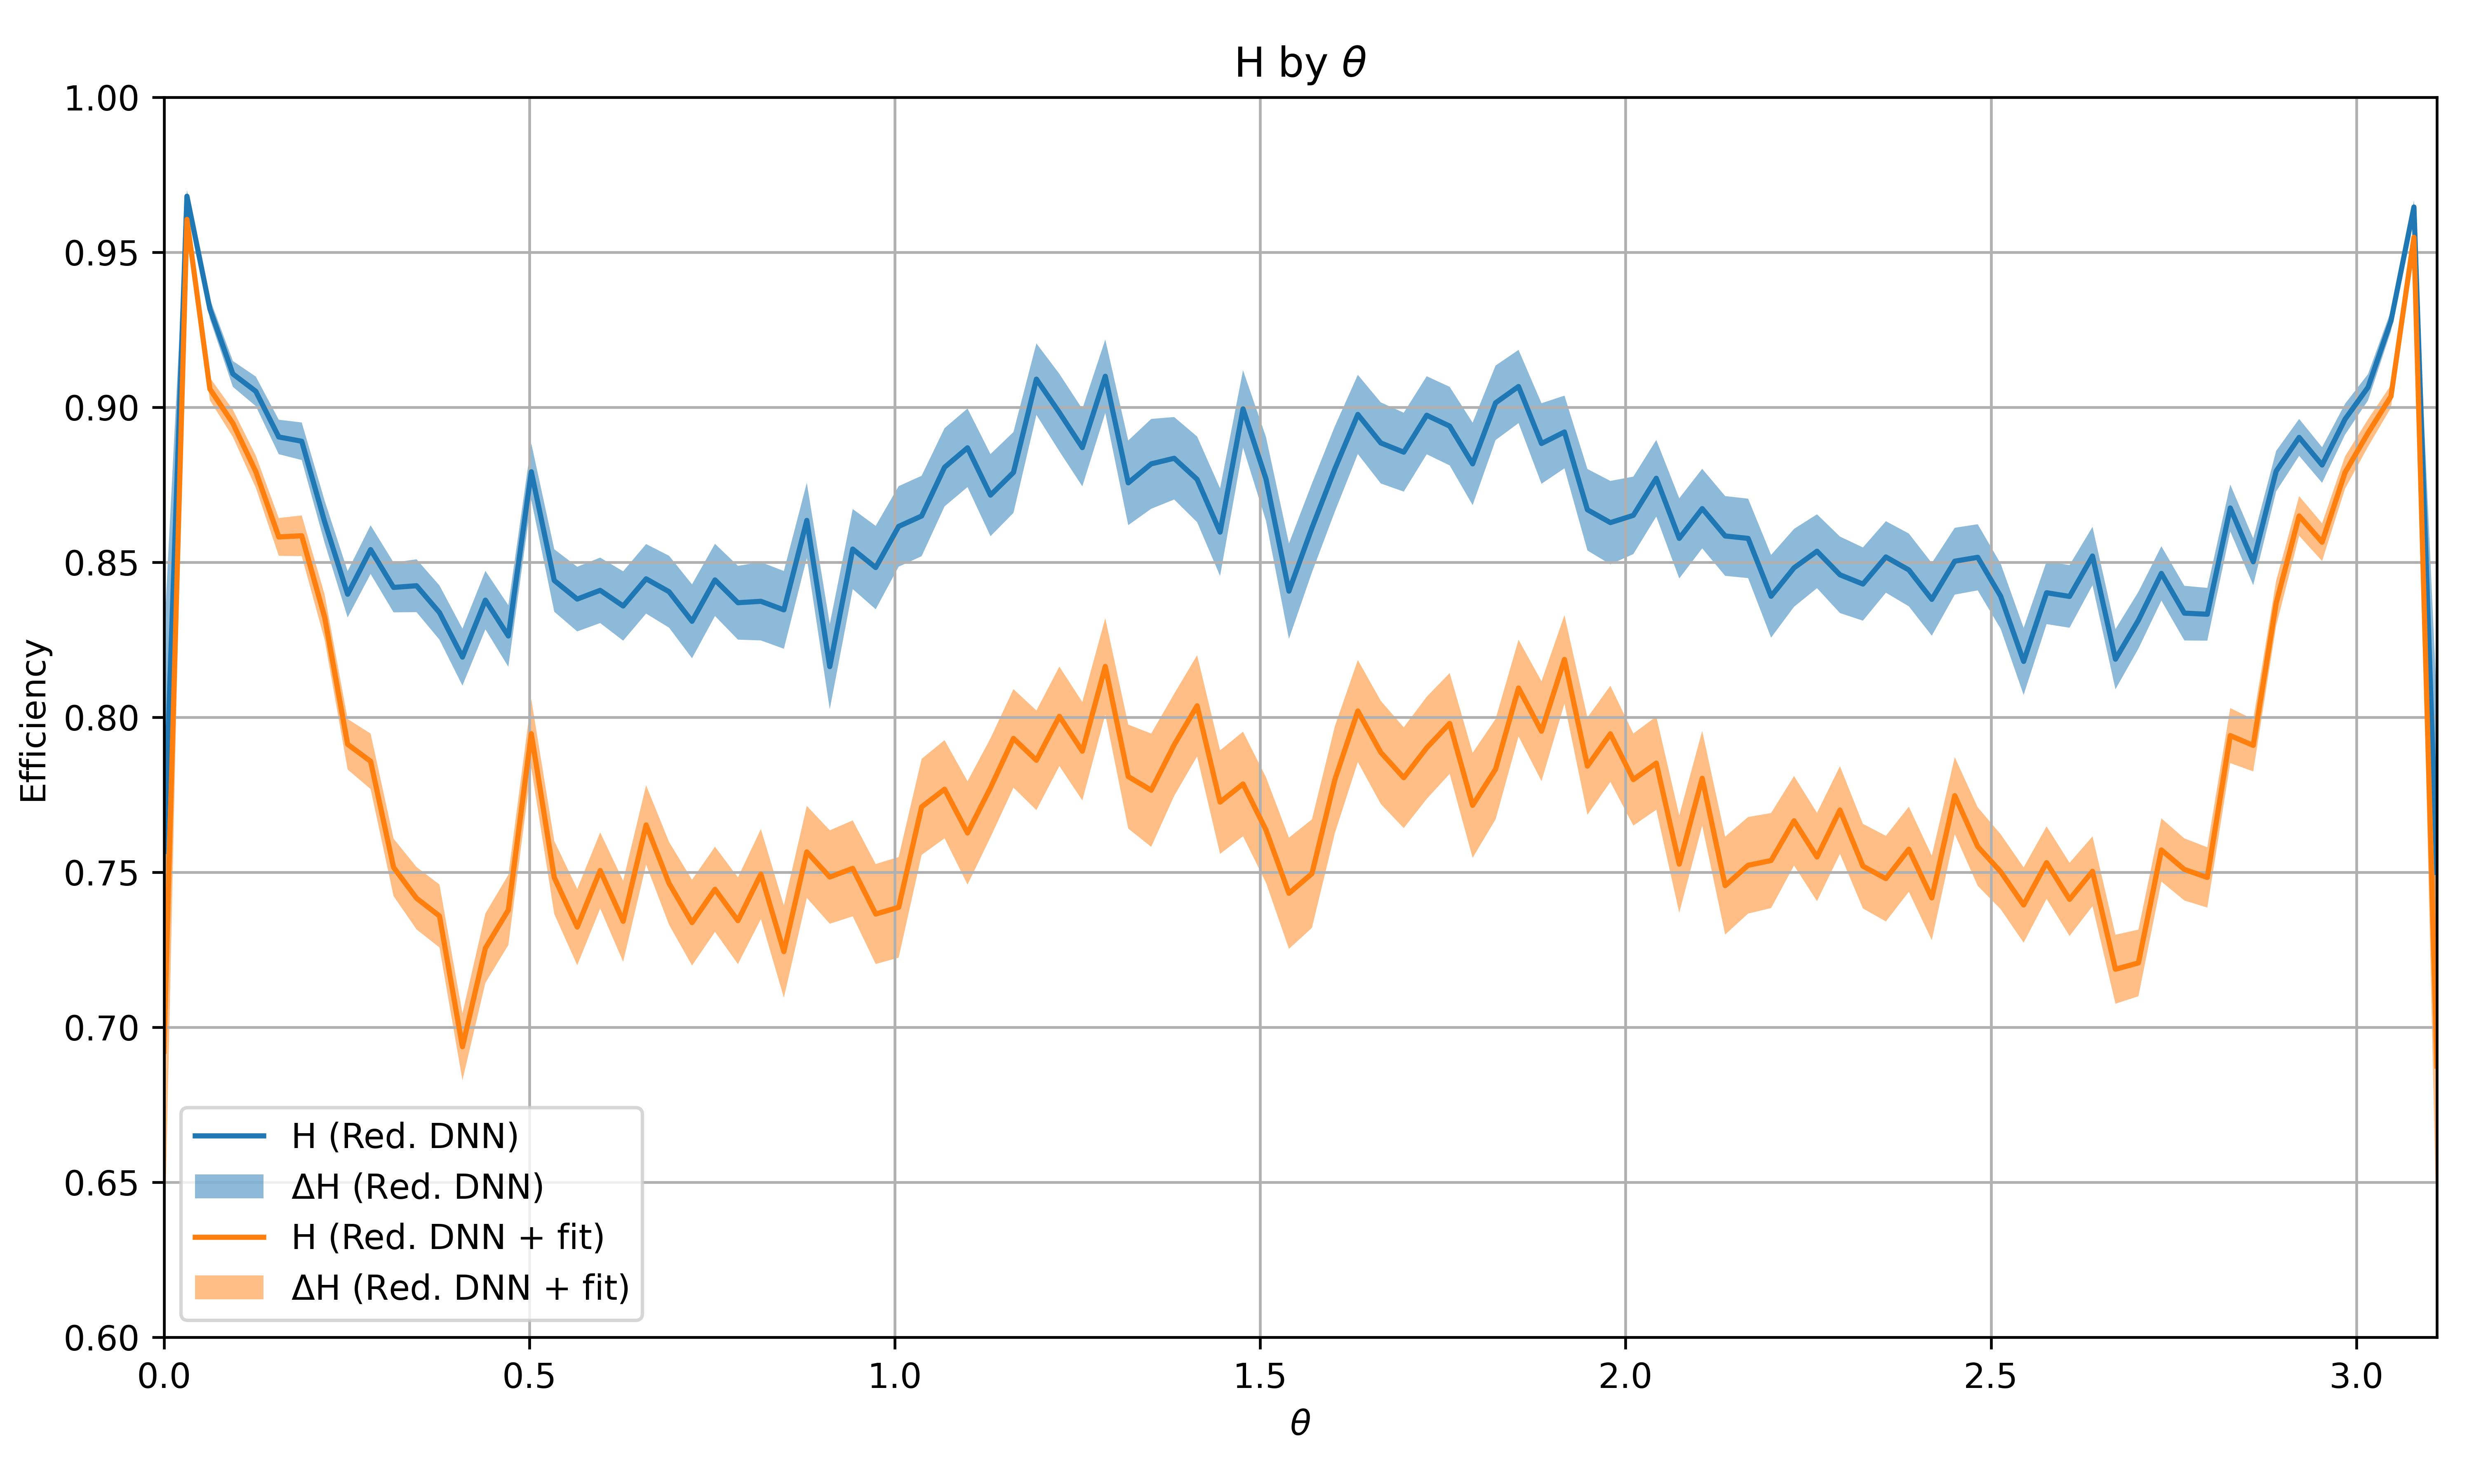 H by θ
1.00
0.95
0.90
0.85
0.80
0.75
0.70
0.65
0.60
Efficiency
H (Red. DNN)
ΔH (Red. DNN)
H (Red. DNN + fit)
ΔH (Red. DNN + fit)
0.0 0.5 1.0 1.5 2.0 2.5 3.0
θ